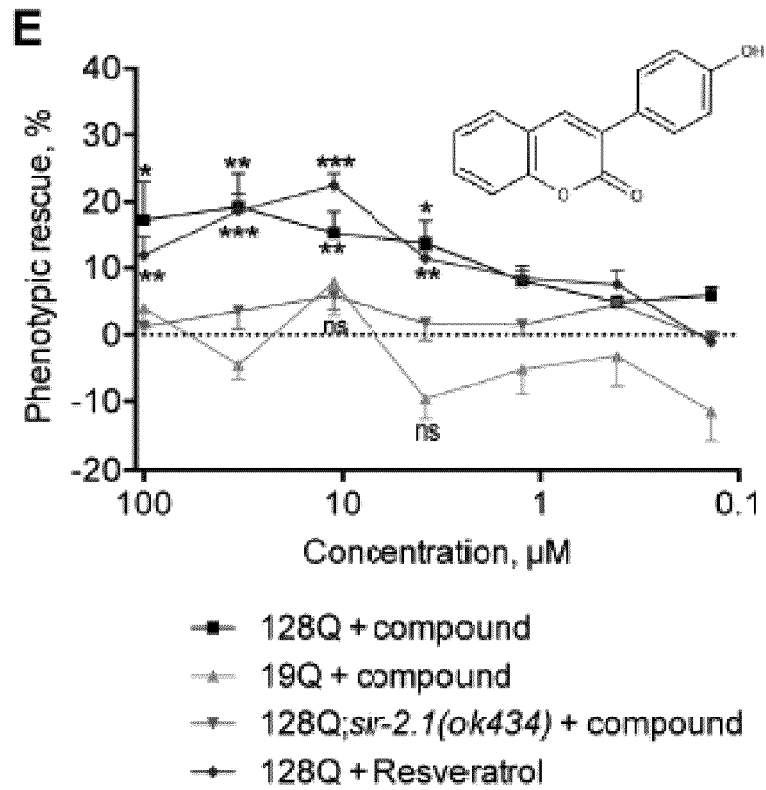 E
OH
O
O
40
30
20
10
0
-10
-20
Phenotypic rescue, %
*
**
***
*
***
**
**
**
ns
ns
100
10
1
0.1
Concentration, µM
128Q + compound
19Q + compound
128Q;sir-2.1(ok434) + compound
128Q + Resveratrol